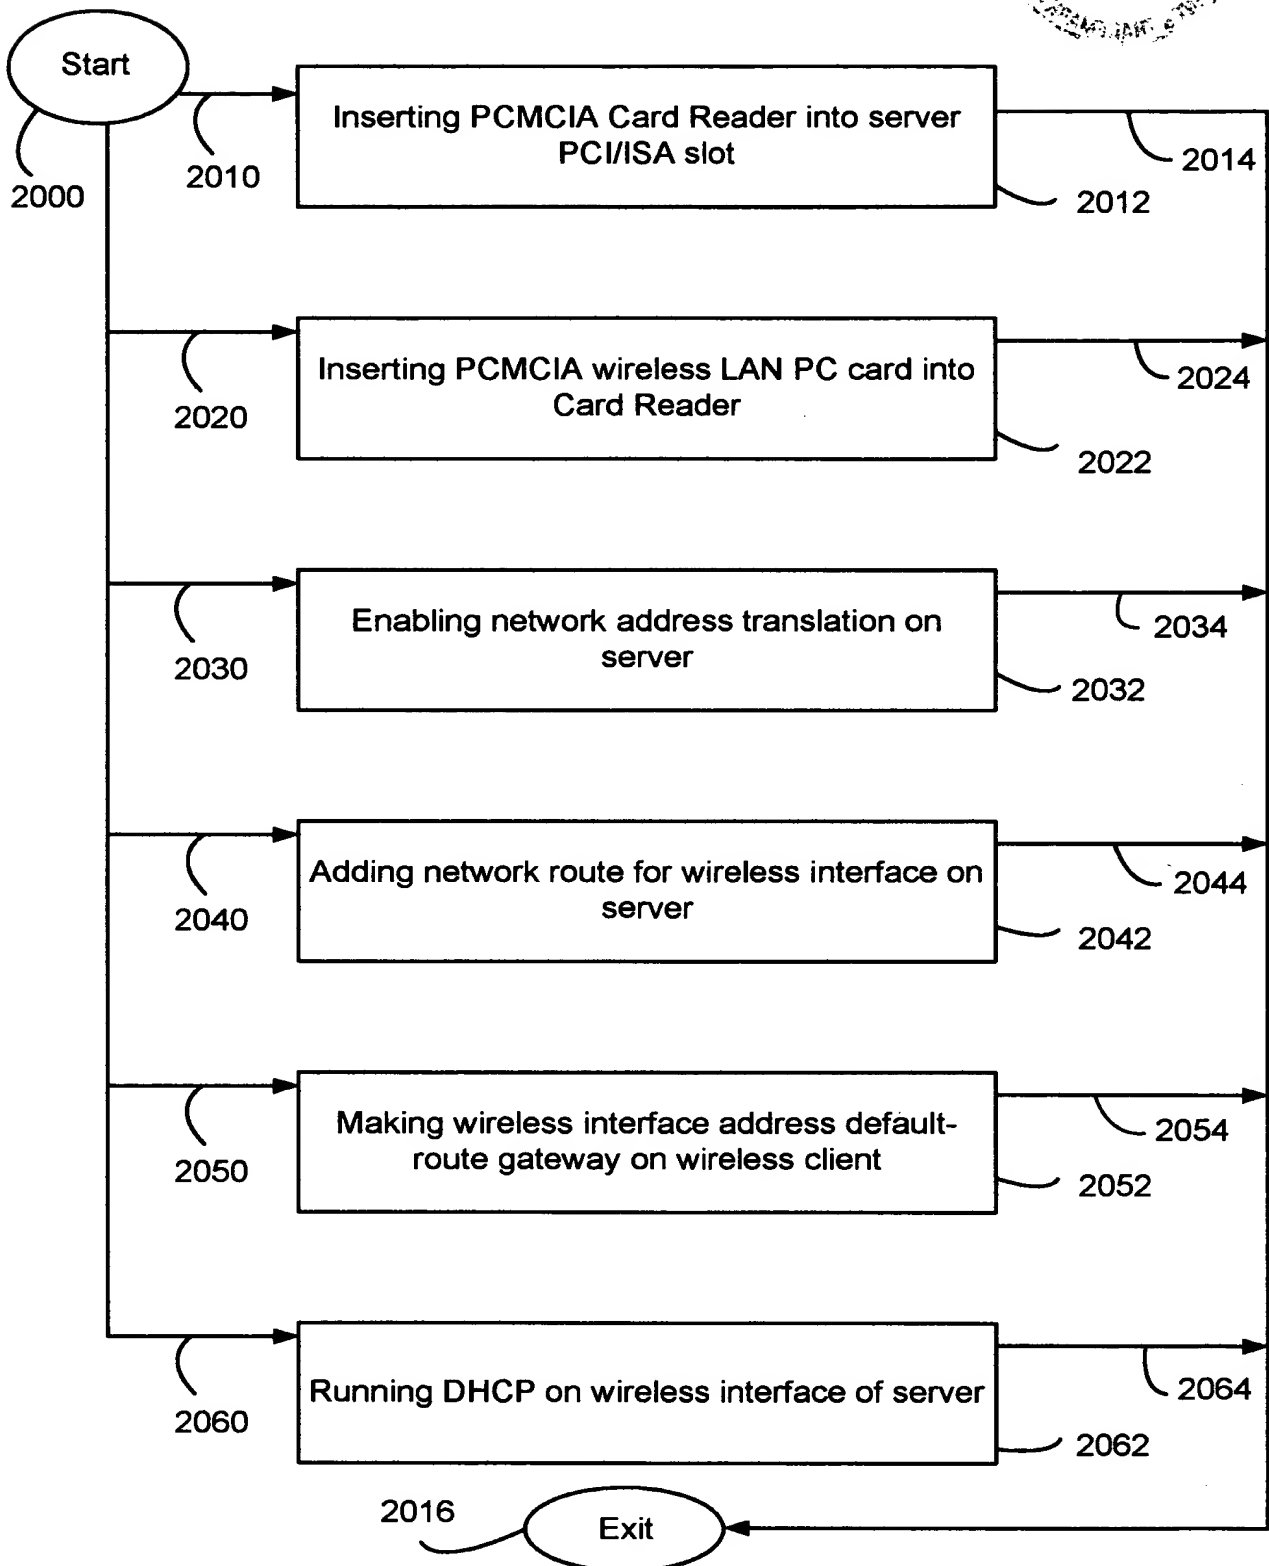 Start
2000
2010
Inserting PCMCIA Card Reader into server
PCI/ISA slot
2014
2012
2020
Inserting PCMCIA wireless LAN PC card into
Card Reader
2024
2022
2030
Enabling network address translation on
server
2034
2032
2040
Adding network route for wireless interface on
server
2044
2042
2050
Making wireless interface address default-
route gateway on wireless client
2054
2052
2060
Running DHCP on wireless interface of server
2064
2062
2016
Exit